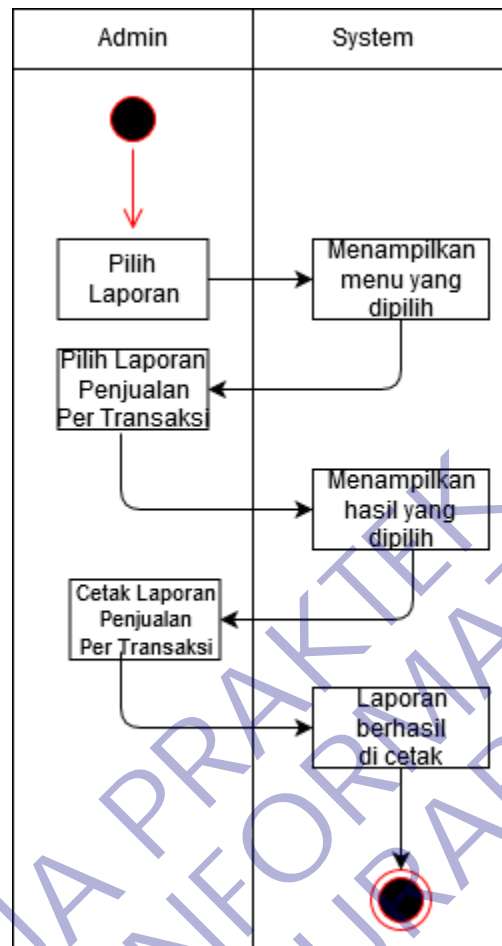 Admin
System
Pilih
Laporan
Menampilkan
menu yang
dipilih
Pilih Laporan
Penjualan
Per Transaksi
Menampilkan
hasil yang
dipilih
Cetak Laporan
Penjualan
Per Transaksi
Laporan
berhasil
di cetak
PRAKTEK